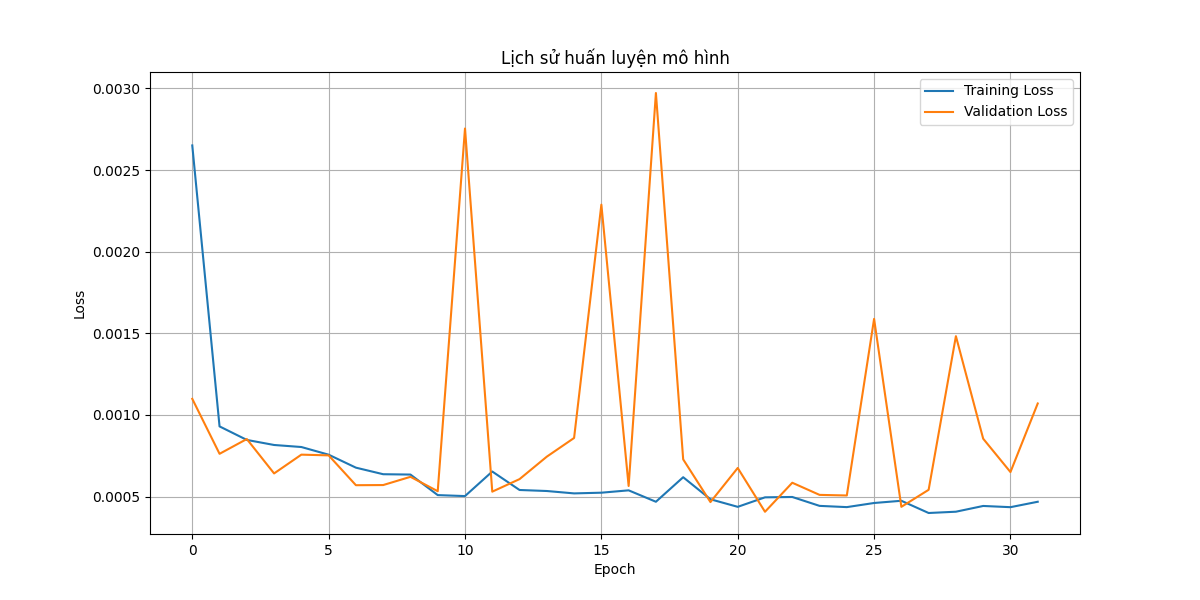 Lịch sử huấn luyện mô hình
Training Loss
Validation Loss
0.0030
0.0025
0.0020
0.0015
0.0010
0.0005
Loss
0 5 10 15 20 25 30
Epoch